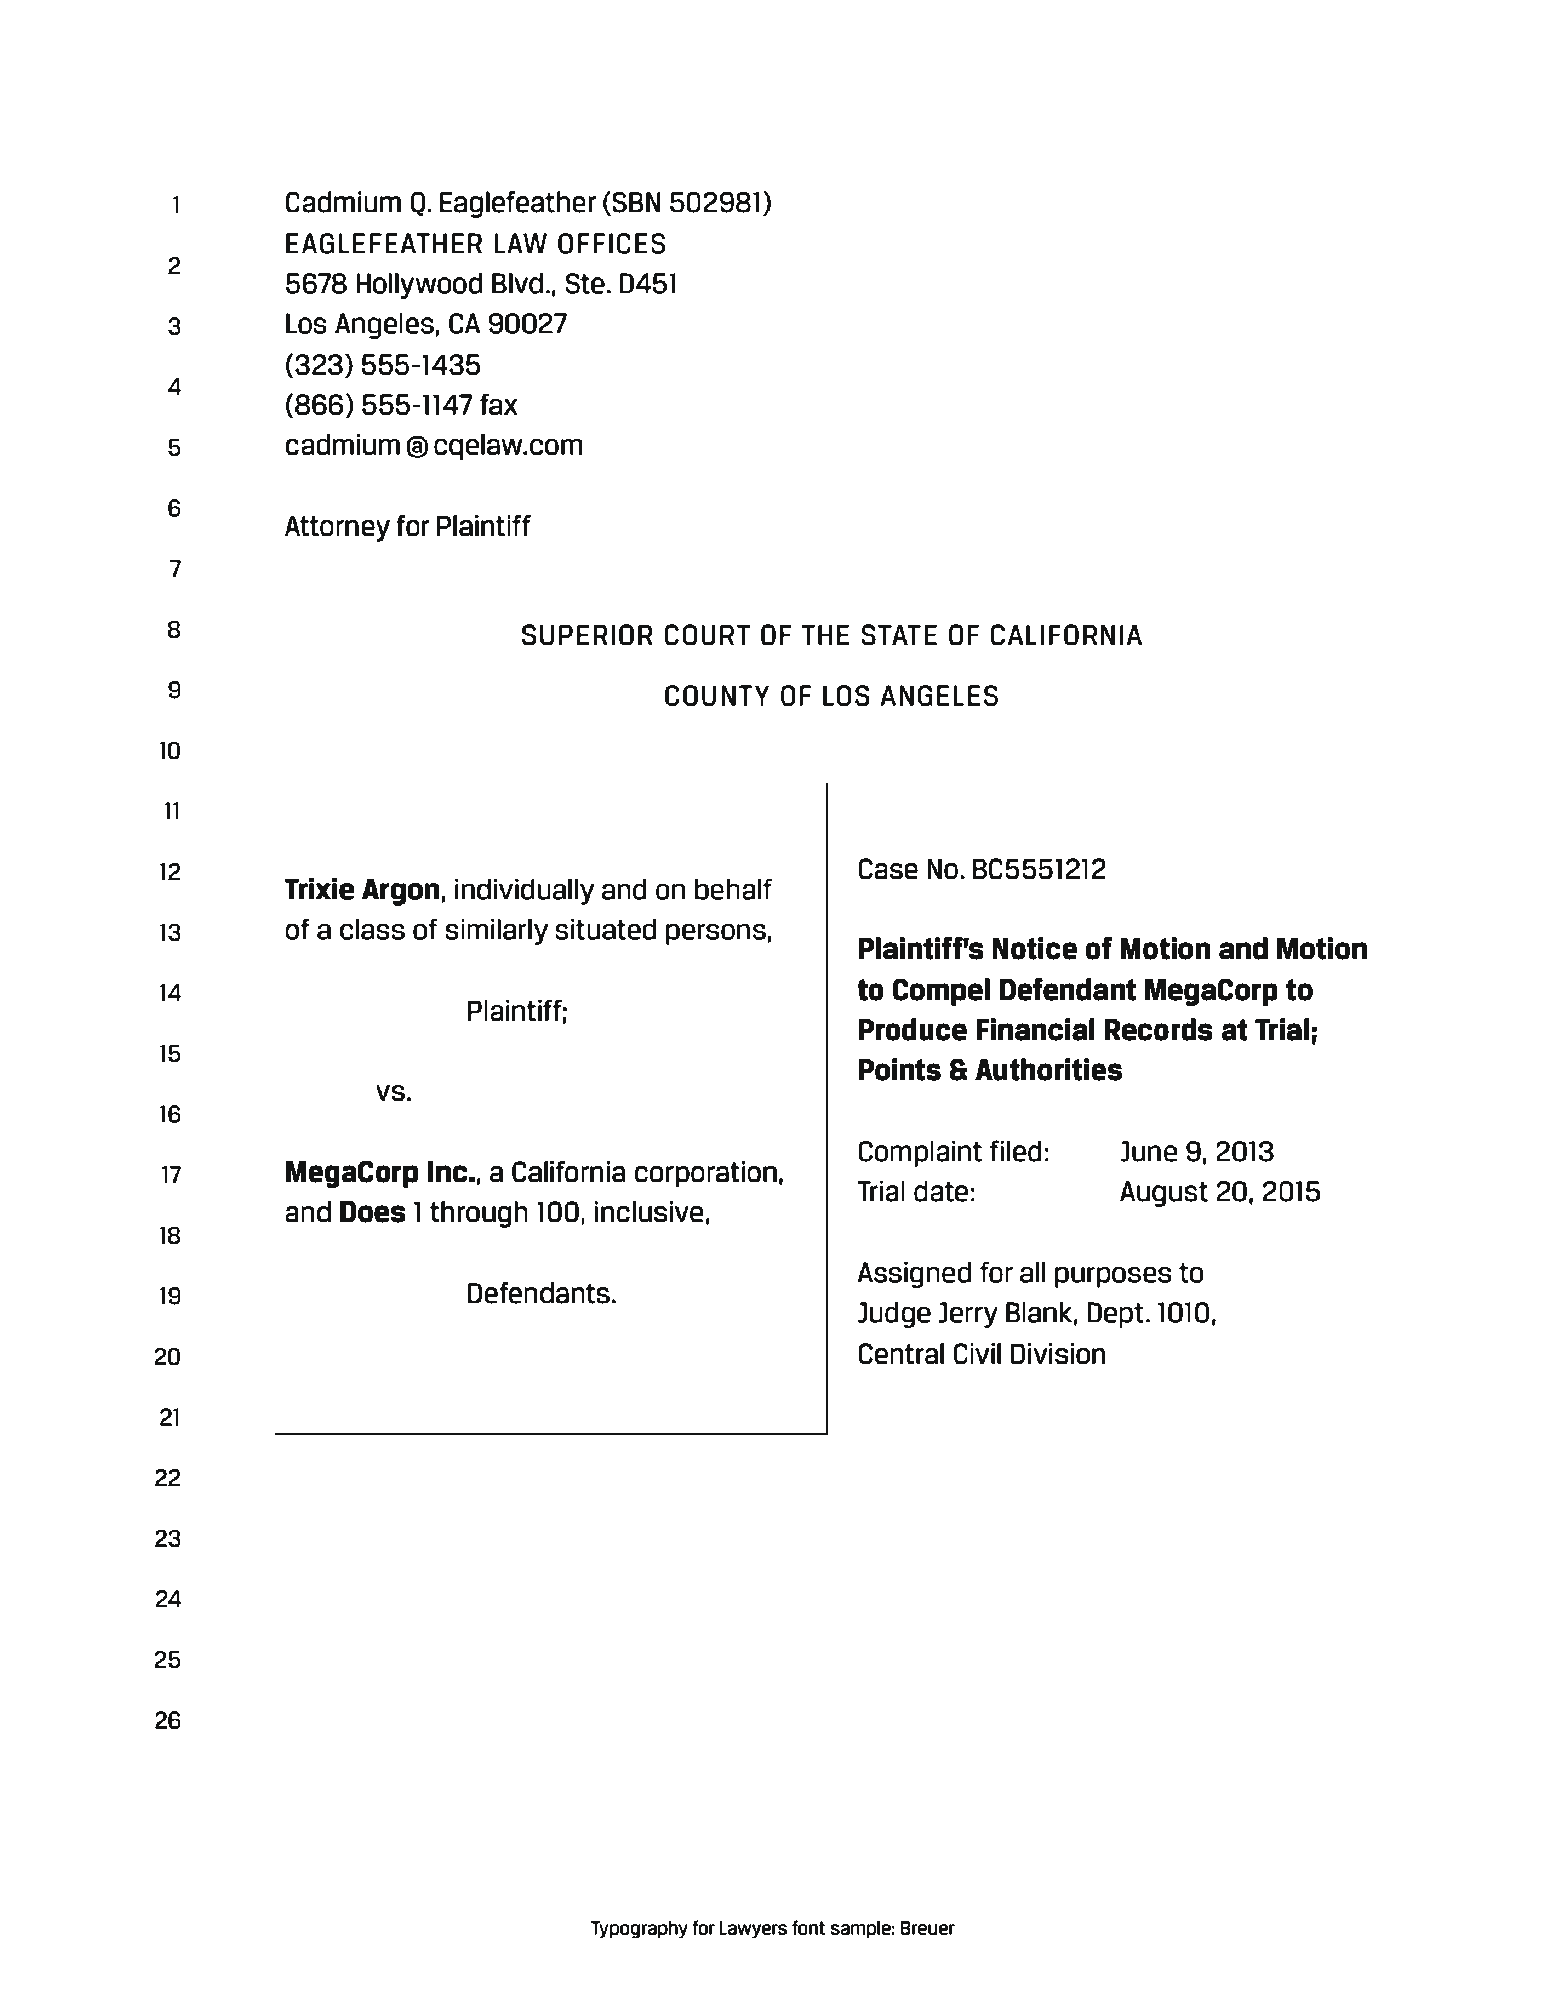 1
2
3
4
5
6
7
8
9
10
11
12
13
14
15
16
17
18
19
20
21
22
23
24
25
26
Cadmium Q. Eaglefeather (SBN 502981)
EAGLEFEATHER LAW OFFICES
5678 Hollywood Blvd., Ste. D451
Los Angeles, CA 90027
(323) 555-1435
(866) 555-1147 fax
cadmium@cqelaw.com
Attorney for Plaintiff
SUPERIOR COURT OF THE STATE OF CALIFORNIA
COUNTY OF LOS ANGELES
Trixie Argon, individually and on behalf
of a class of similarly situated persons,
Plaintiff;
vs.
MegaCorp Inc., a California corporation,
and Does 1 through 100, inclusive,
Defendants.
Case No. BC5551212
Plaintiff's Notice of Motion and Motion
to Compel Defendant MegaCorp to
Produce Financial Records at Trial;
Points & Authorities
Complaint filed: June 9, 2013
Trial date: August 20, 2015
Assigned for all purposes to
Judge Jerry Blank, Dept. 1010,
Central Civil Division
Typography for Lawyers font sample: Breuer